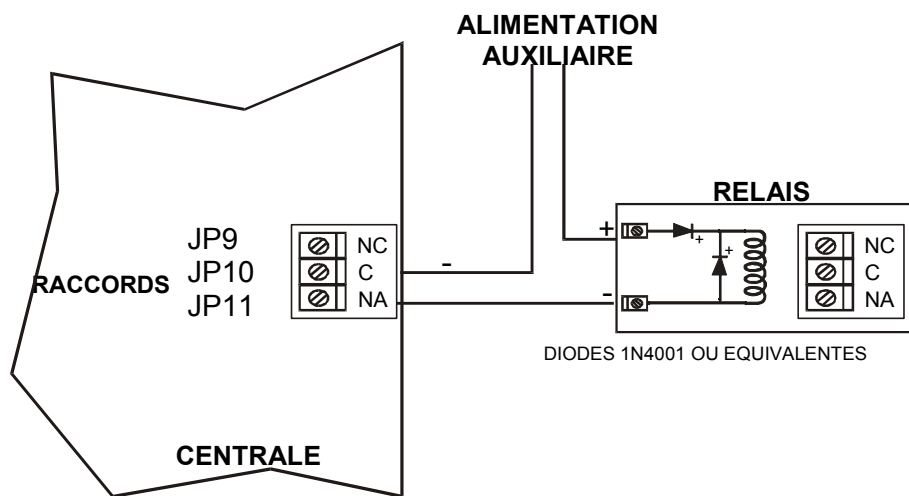 ALIMENTATION
AUXILIAIRE
RELAIS
JP9
JP10
JP11
RACCORDS
NC
C
NA
-
+
-
+
+
NC
C
NA
DIODES 1N4001 OU EQUIVALENTES
CENTRALE